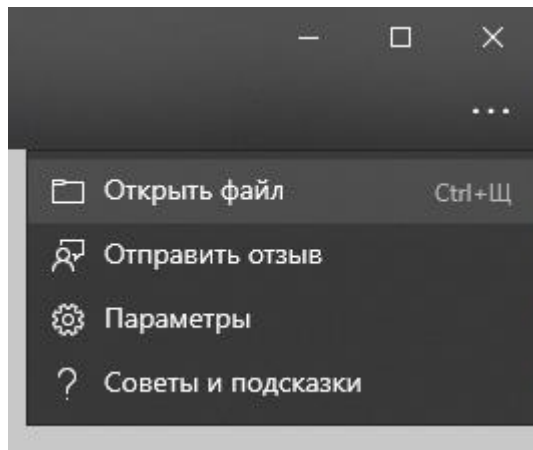 Открыть файл Ctrl+Щ
Отправить отзыв
Параметры
Советы и подсказки